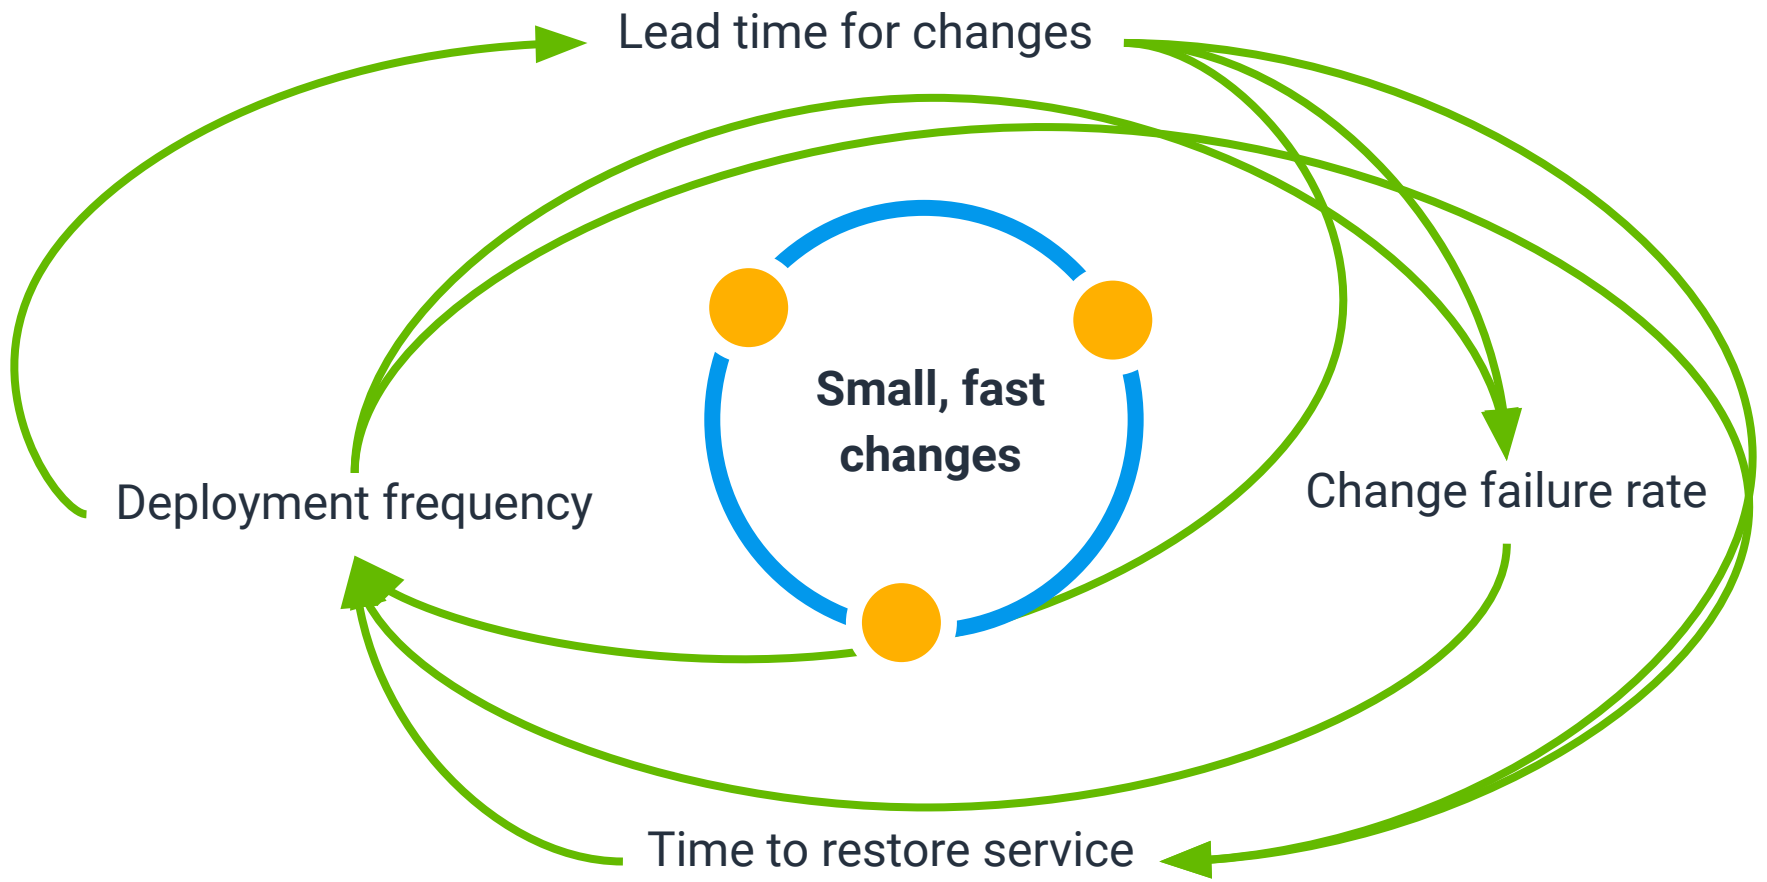 Lead time for changes
Small, fast
changes
Deployment frequency
Change failure rate
Time to restore service